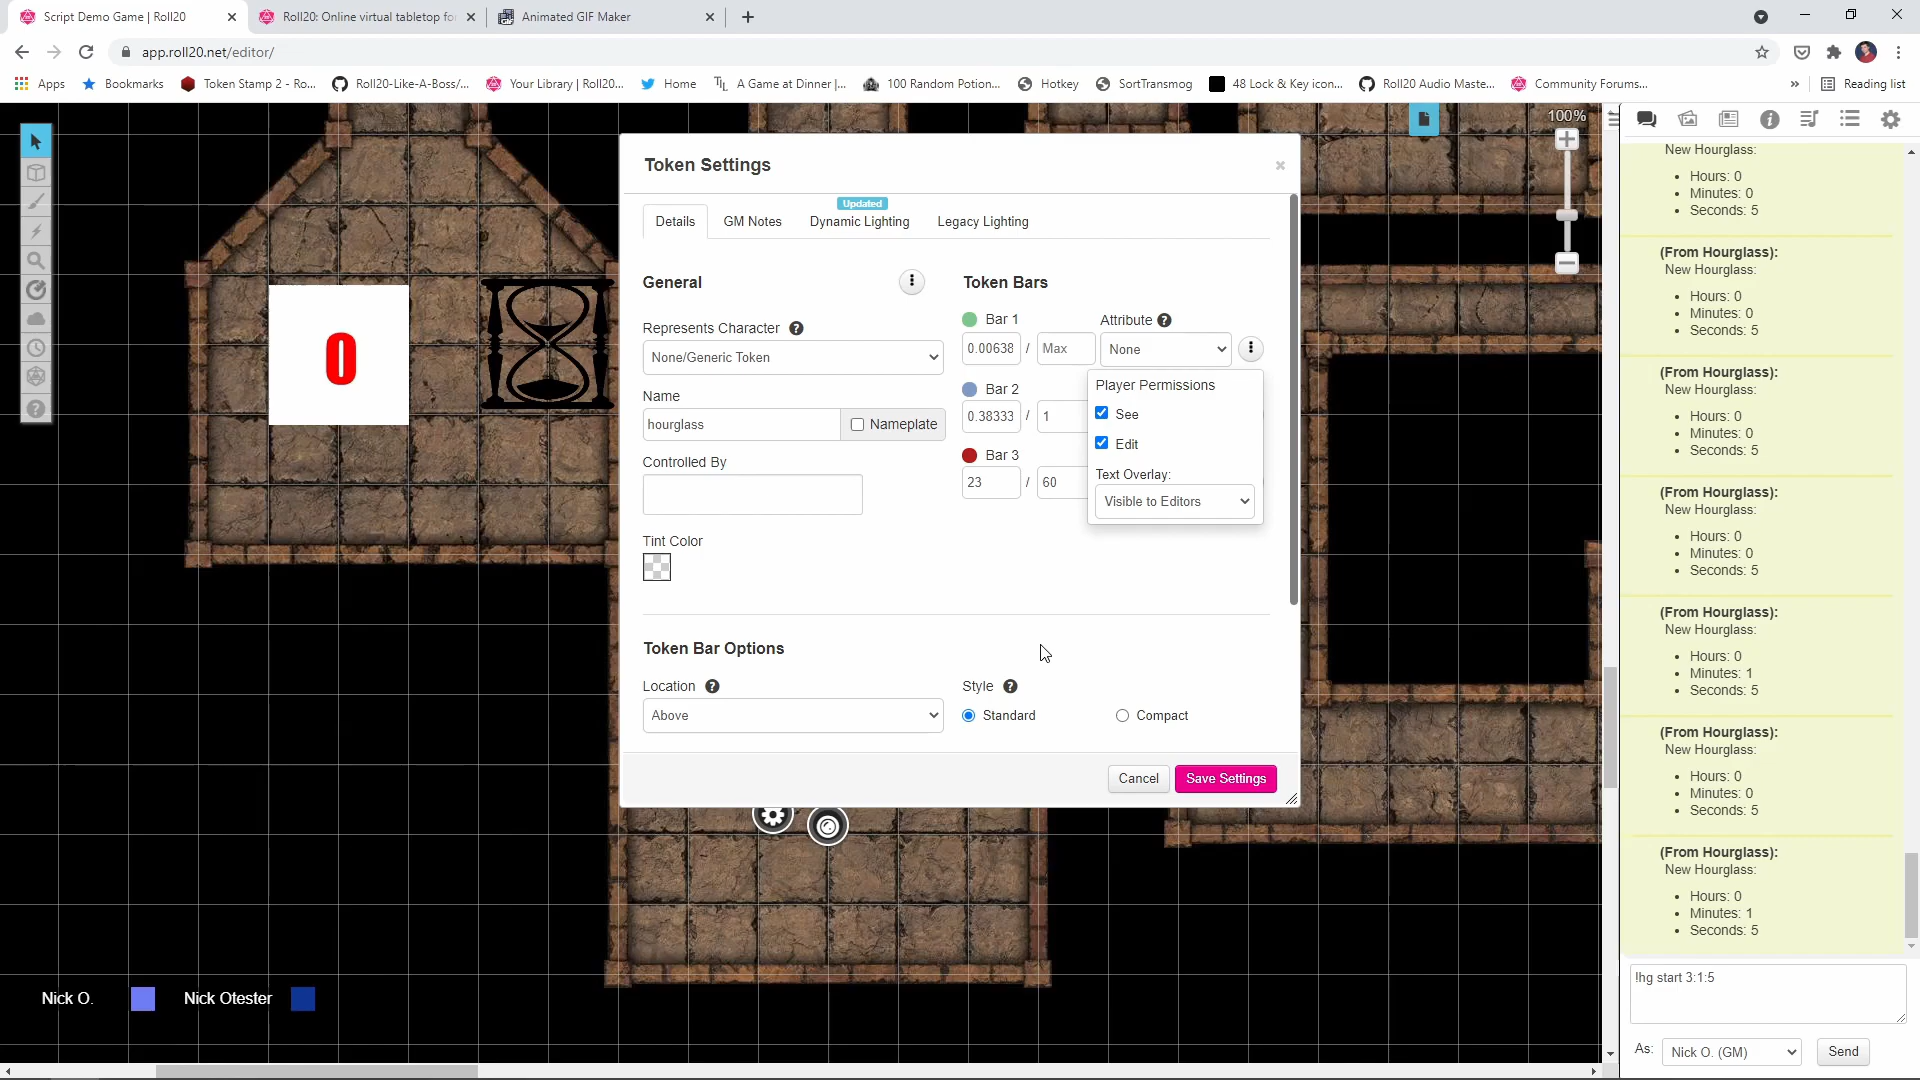 Script Demo Game | Roll20
Roll20: Online virtual tabletop fo
Animated GIF Maker
app.roll20.net/editor/
Apps
Bookmarks
Token Stamp 2 - Ro...
Roll20-Like-A-Boss/...
Your Library | Roll20...
Home
A Game at Dinner |...
100 Random Potion...
Hotkey
SortTransmog
48 Lock & Key icon...
Roll20 Audio Maste...
Community Forums...
»
Reading list
100%
0
Token Settings
Updated
Details
GM Notes
Dynamic Lighting
Legacy Lighting
General
Represents Character
None/Generic Token
Name
hourglass
Nameplate
Controlled By
Tint Color
Token Bars
Bar 1
Attribute
0.00638 / Max
None
Bar 2
0.38333 / 1
Bar 3
23 / 60
Player Permissions
See
Edit
Text Overlay:
Visible to Editors
Token Bar Options
Location
Above
Style
Standard
Compact
Cancel
Save Settings
Nick O.
Nick Otester
New Hourglass:
• Hours: 0
• Minutes: 0
• Seconds: 5
(From Hourglass):
New Hourglass:
• Hours: 0
• Minutes: 0
• Seconds: 5
(From Hourglass):
New Hourglass:
• Hours: 0
• Minutes: 0
• Seconds: 5
(From Hourglass):
New Hourglass:
• Hours: 0
• Minutes: 0
• Seconds: 5
(From Hourglass):
New Hourglass:
• Hours: 0
• Minutes: 1
• Seconds: 5
(From Hourglass):
New Hourglass:
• Hours: 0
• Minutes: 0
• Seconds: 5
(From Hourglass):
New Hourglass:
• Hours: 0
• Minutes: 1
• Seconds: 5
!hg start 3:1:5
As:
Nick O. (GM)
Send